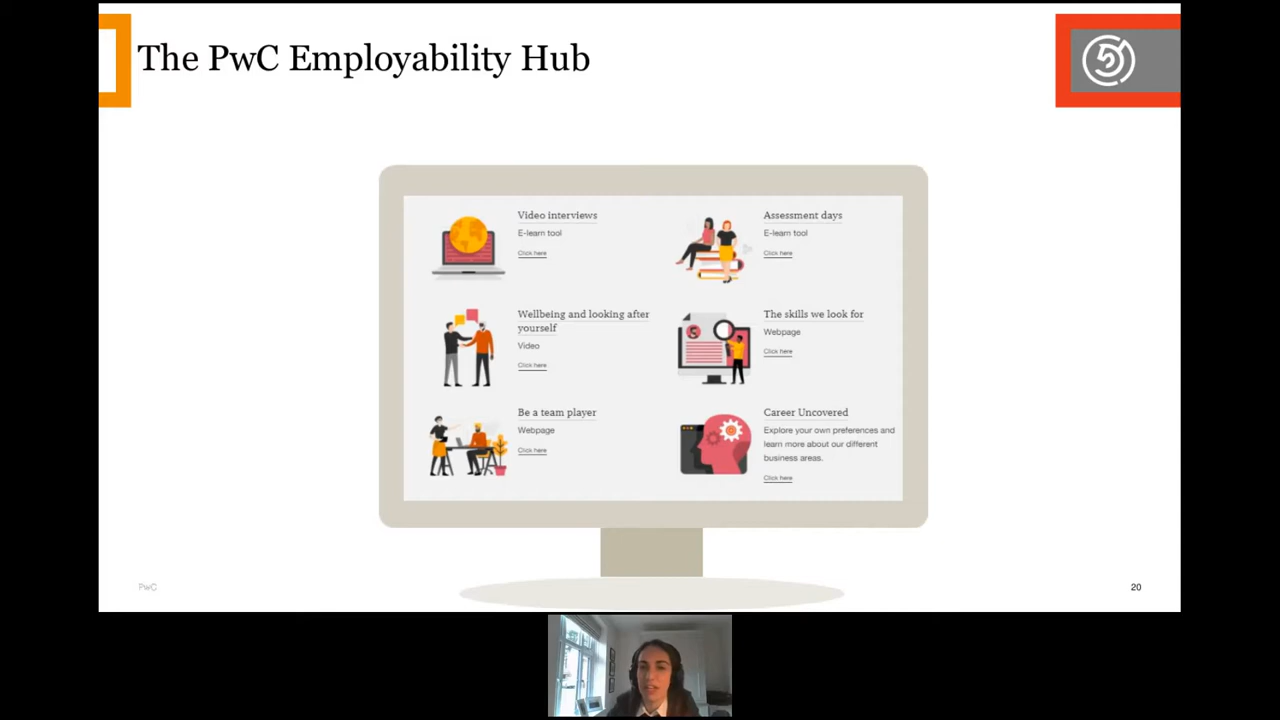 The PwC Employability Hub
Video interviews
E-learn tool
Click here
Assessment days
E-learn tool
Click here
Wellbeing and looking after
yourself
Video
Click here
The skills we look for
Webpage
Click here
Be a team player
Webpage
Click here
Career Uncovered
Explore your own preferences and
learn more about our different
business areas.
Click here
PwC
20